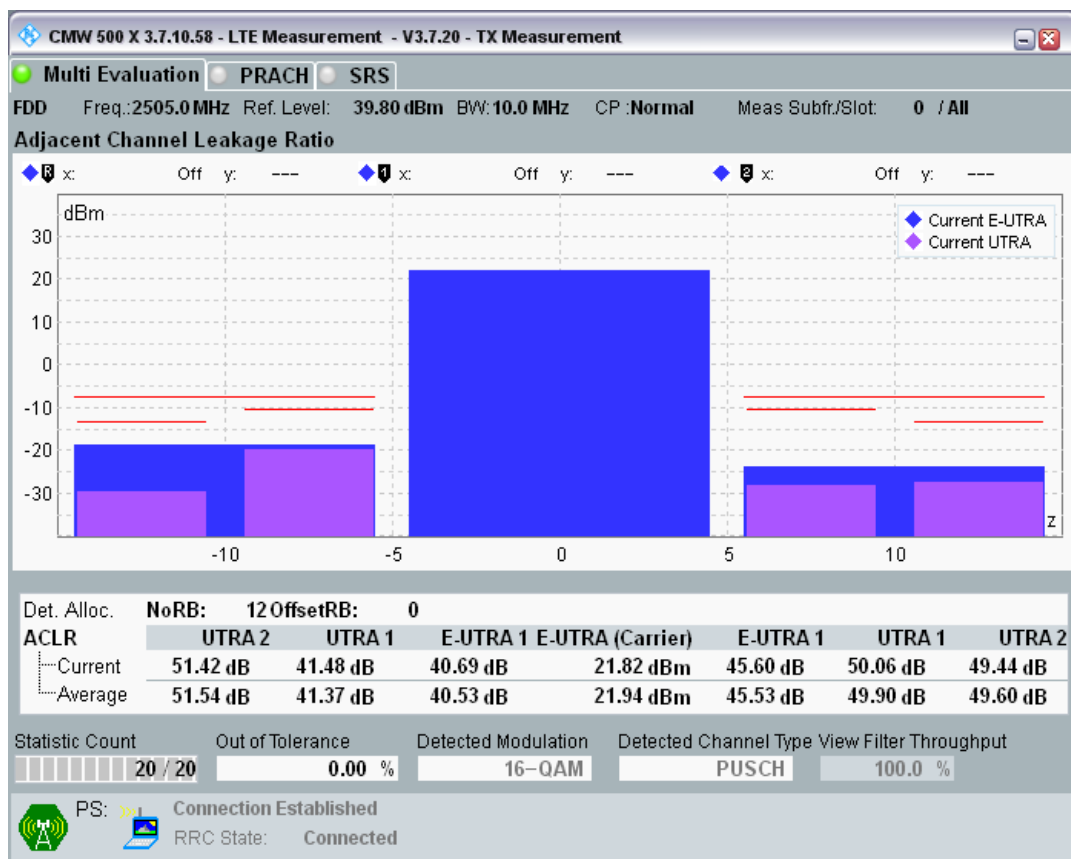 CMW 500 X 3.7.10.58 - LTE Measurement - V3.7.20 - TX Measurement
Multi Evaluation PRACH SRS
FDD Freq.:2505.0 MHz Ref. Level: 39.80 dBm BW: 10.0 MHz CP :Normal Meas Subfr./Slot: 0 / All
Adjacent Channel Leakage Ratio
R x: Off y: --- 1 x: Off y: --- 2 x: Off y: ---
dBm
Current E-UTRA
Current UTRA
30
20
10
0
-10
-20
-30
z
-10 -5 0 5 10
Det. Alloc. NoRB: 12 OffsetRB: 0
ACLR UTRA 2 UTRA 1 E-UTRA 1 E-UTRA (Carrier) E-UTRA 1 UTRA 1 UTRA 2
Current 51.42 dB 41.48 dB 40.69 dB 21.82 dBm 45.60 dB 50.06 dB 49.44 dB
Average 51.54 dB 41.37 dB 40.53 dB 21.94 dBm 45.53 dB 49.90 dB 49.60 dB
Statistic Count Out of Tolerance Detected Modulation Detected Channel Type View Filter Throughput
20 / 20 0.00 % 16-QAM PUSCH 100.0 %
PS: Connection Established
RRC State: Connected